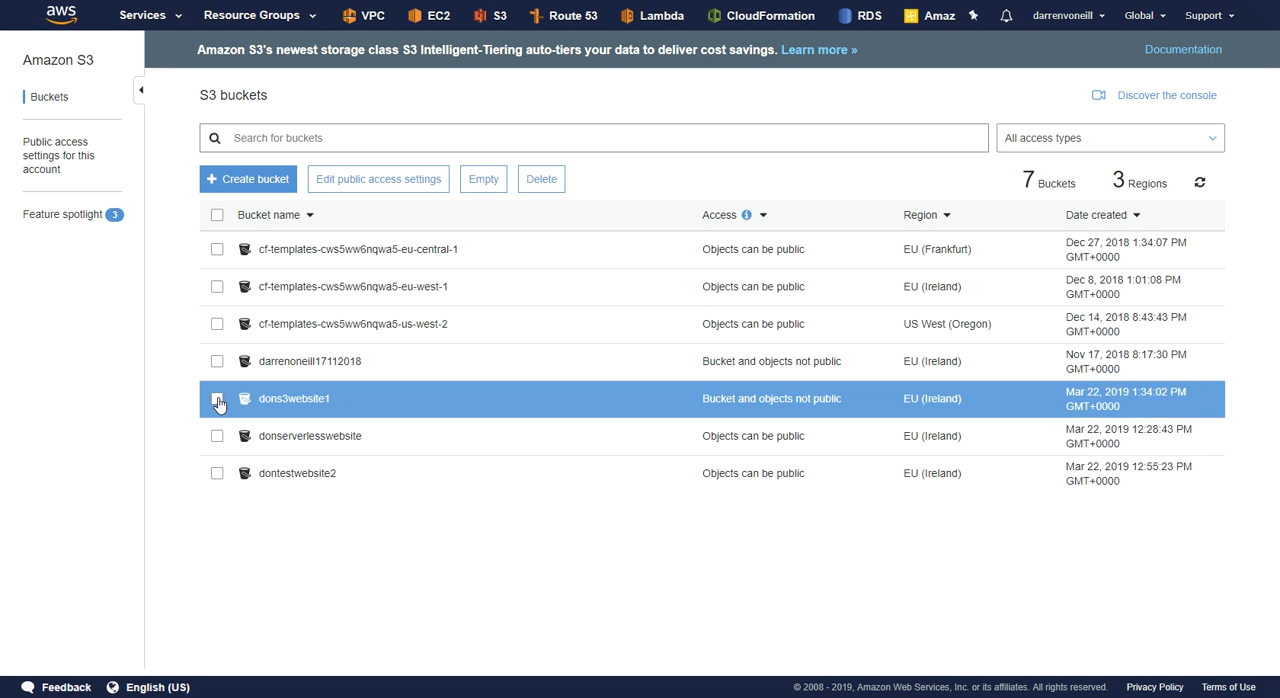 aws Services Resource Groups VPC EC2 S3 Route 53 Lambda CloudFormation RDS Amaz darrenvoneill Global Support
Amazon S3's newest storage class S3 Intelligent-Tiering auto-tiers your data to deliver cost savings. Learn more » Documentation
Amazon S3
Buckets
Public access
settings for this
account
Feature spotlight 3
S3 buckets Discover the console
Search for buckets All access types
+ Create bucket Edit public access settings Empty Delete 7 Buckets 3 Regions
Bucket name Access i Region Date created
cf-templates-cws5ww6nqwa5-eu-central-1 Objects can be public EU (Frankfurt) Dec 27, 2018 1:34:07 PM
GMT+0000
cf-templates-cws5ww6nqwa5-eu-west-1 Objects can be public EU (Ireland) Dec 8, 2018 1:01:08 PM
GMT+0000
cf-templates-cws5ww6nqwa5-us-west-2 Objects can be public US West (Oregon) Dec 14, 2018 8:43:43 PM
GMT+0000
darrenoneill17112018 Bucket and objects not public EU (Ireland) Nov 17, 2018 8:17:30 PM
GMT+0000
dons3website1 Bucket and objects not public EU (Ireland) Mar 22, 2019 1:34:02 PM
GMT+0000
donserverlesswebsite Objects can be public EU (Ireland) Mar 22, 2019 12:28:43 PM
GMT+0000
dontestwebsite2 Objects can be public EU (Ireland) Mar 22, 2019 12:55:23 PM
GMT+0000
Feedback English (US) © 2008 - 2019, Amazon Web Services, Inc. or its affiliates. All rights reserved. Privacy Policy Terms of Use